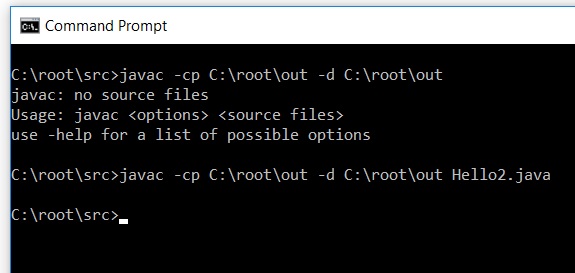 Command Prompt
C:\root\src>javac -cp C:\root\out -d C:\root\out
javac: no source files
Usage: javac <options> <source files>
use -help for a list of possible options
C:\root\src>javac -cp C:\root\out -d C:\root\out Hello2.java
C:\root\src>